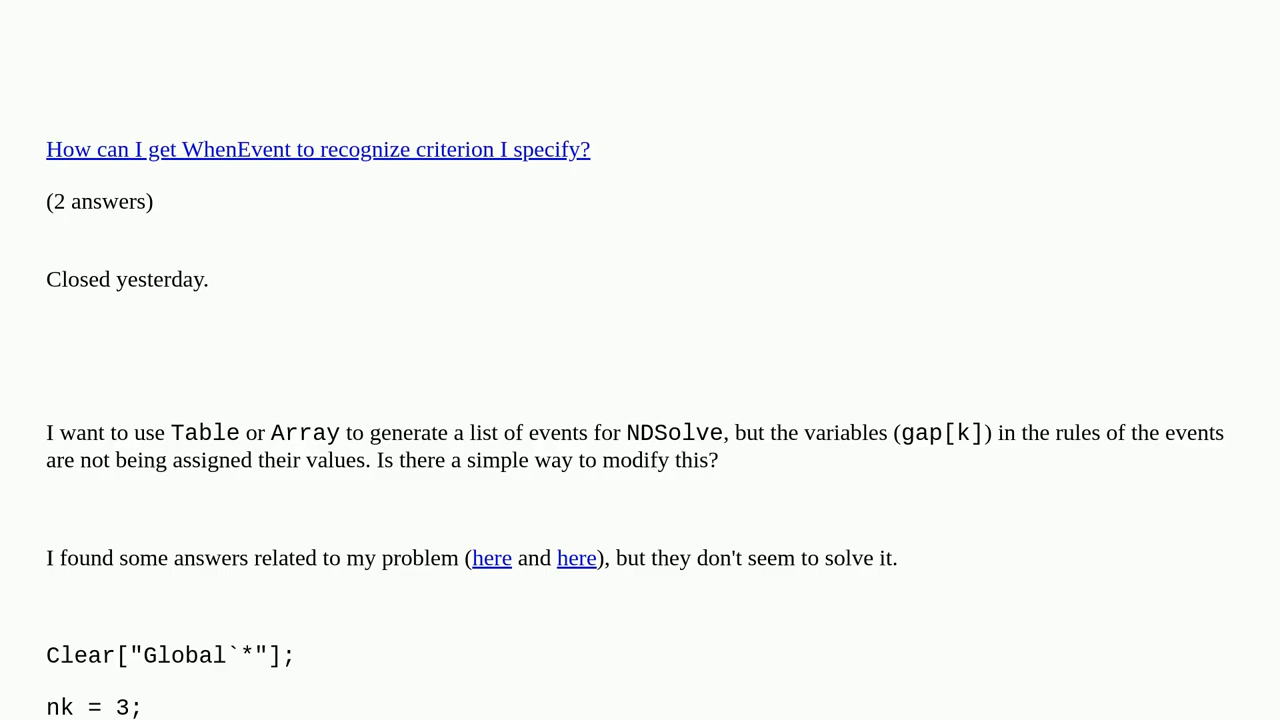 How can I get WhenEvent to recognize criterion I specify?
(2 answers)
Closed yesterday.
I want to use Table or Array to generate a list of events for NDSolve, but the variables (gap[k]) in the rules of the events
are not being assigned their values. Is there a simple way to modify this?
I found some answers related to my problem (here and here), but they don't seem to solve it.
Clear["Global`*"];
nk = 3;